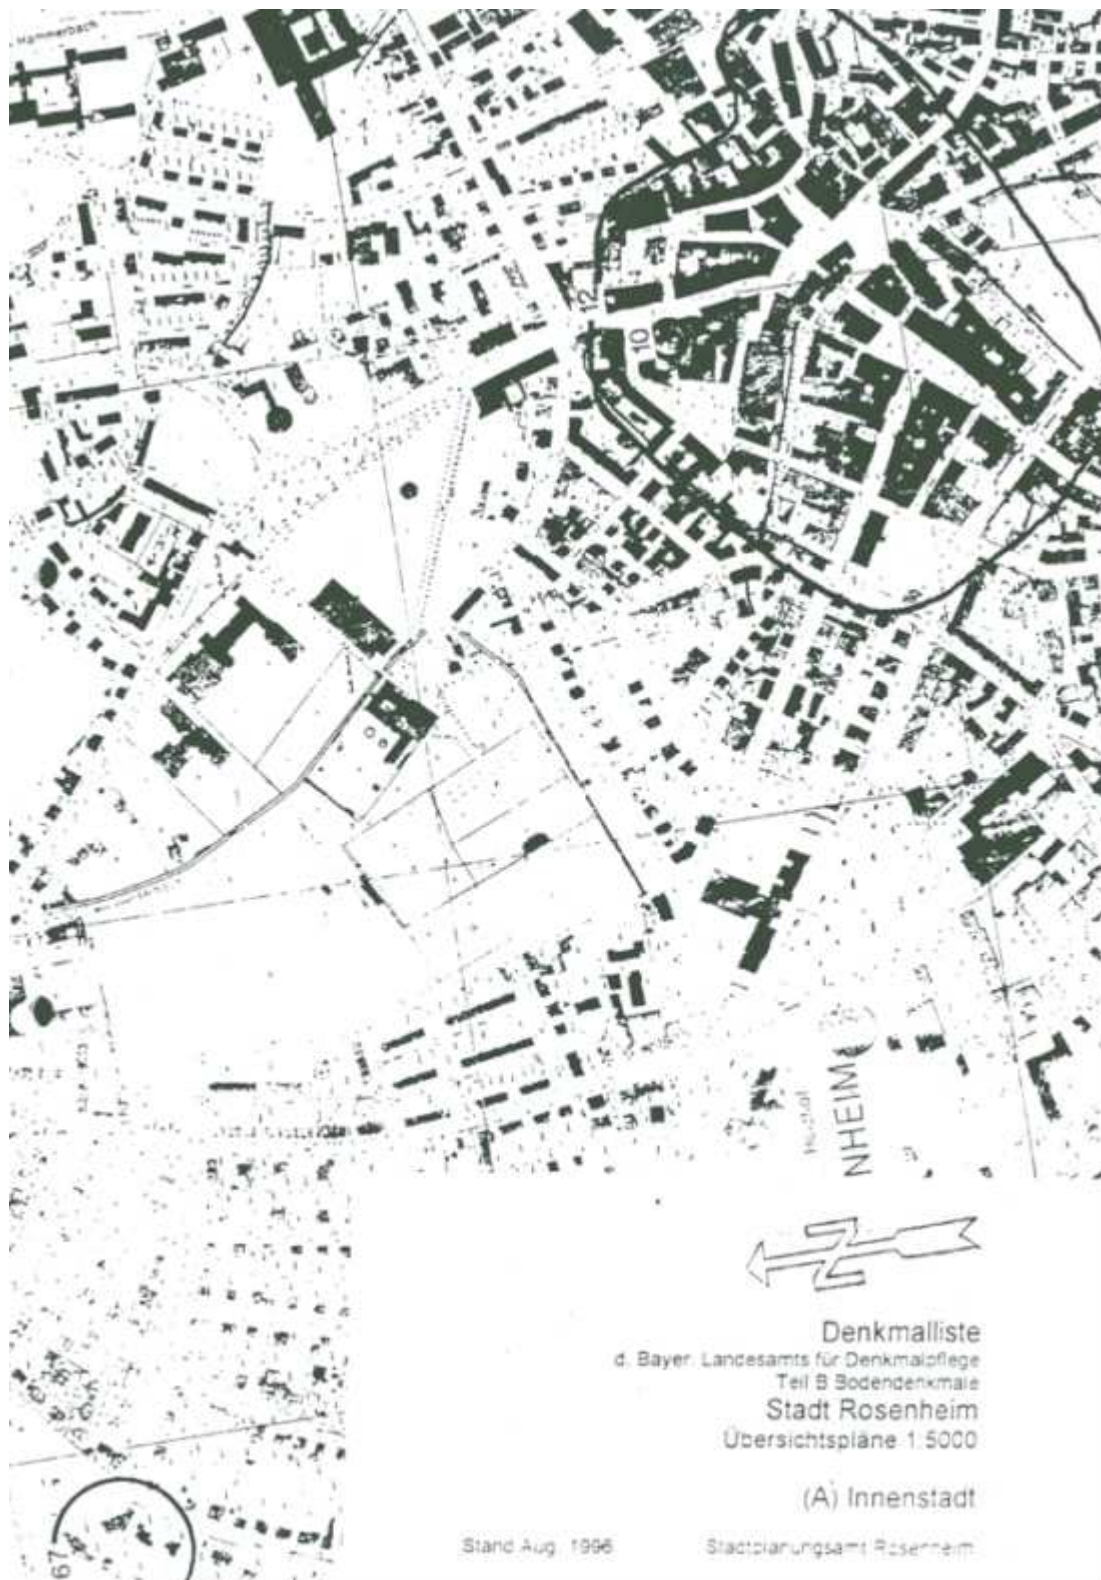 Hammerbach
12
10
NHEIM
N
Denkmalliste
d. Bayer. Landesamts für Denkmalpflege
Teil B Bodendenkmale
Stadt Rosenheim
Übersichtspläne 1:5000
(A) Innenstadt
Stand Aug. 1996
Stadtplanungsamt Rosenheim
67